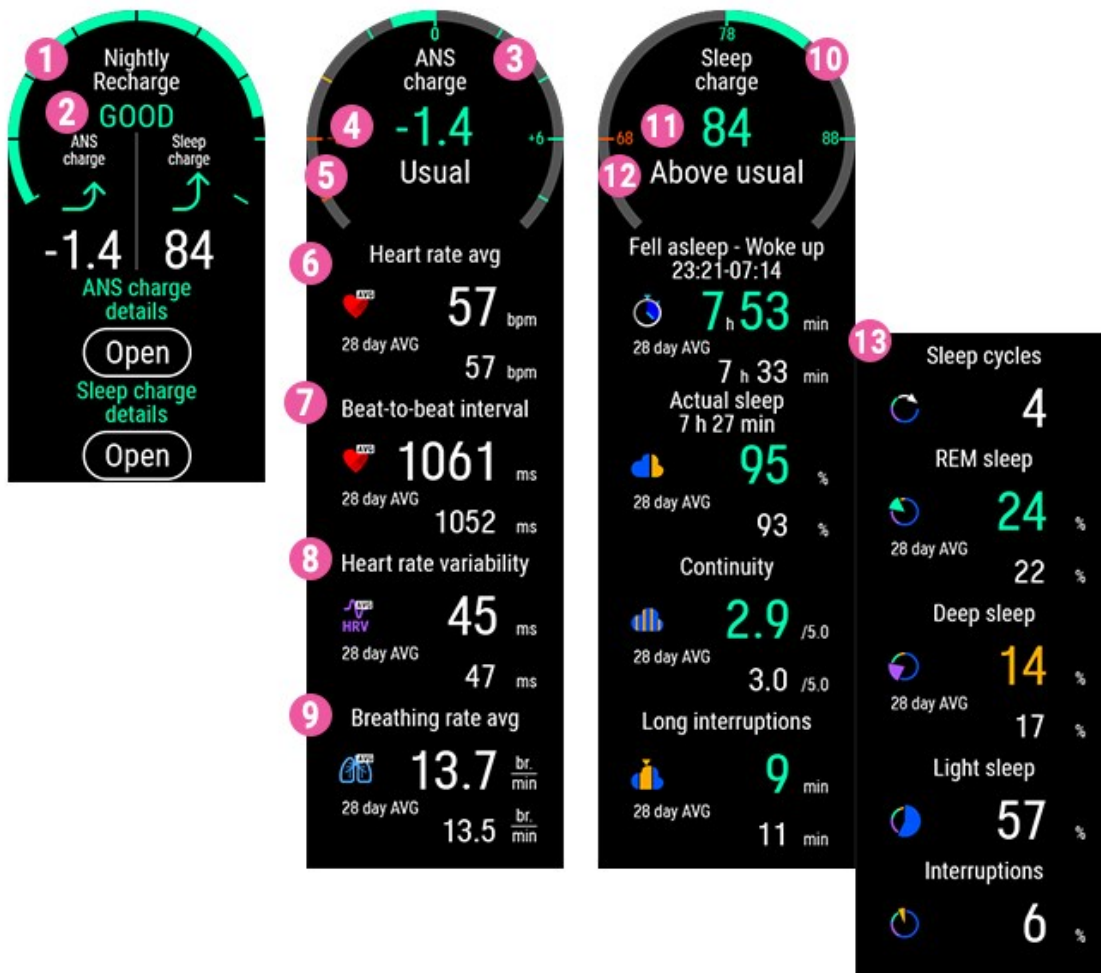 1
Nightly
Recharge
2
GOOD
ANS
charge
Sleep
charge
-1.4
84
ANS charge
details
Open
Sleep charge
details
Open
0
ANS
charge
3
4
-1.4
+6
5
Usual
6
Heart rate avg
AVG
57 bpm
28 day AVG
57 bpm
7
Beat-to-beat interval
AVG
1061 ms
28 day AVG
1052 ms
8
Heart rate variability
AVG
HRV
45 ms
28 day AVG
47 ms
9
Breathing rate avg
AVG
13.7 br.
min
28 day AVG
13.5 br.
min
78
Sleep
charge
10
68
11
84
88
12
Above usual
Fell asleep - Woke up
23:21-07:14
7 h 53 min
28 day AVG
7 h 33 min
Actual sleep
7 h 27 min
95 %
28 day AVG
93 %
Continuity
2.9 /5.0
28 day AVG
3.0 /5.0
Long interruptions
9 min
28 day AVG
11 min
13
Sleep cycles
4
REM sleep
24 %
28 day AVG
22 %
Deep sleep
14 %
28 day AVG
17 %
Light sleep
57 %
Interruptions
6 %